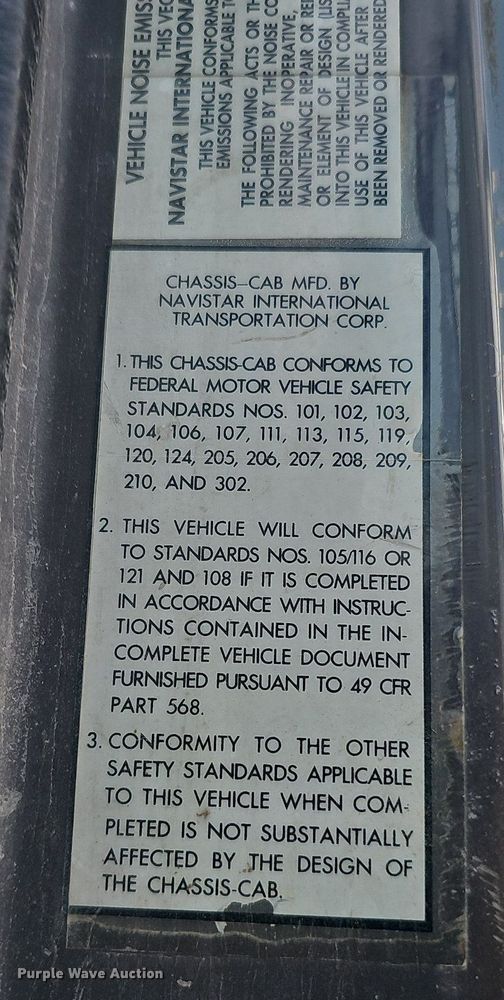 VEHICLE NOISE
THIS
NAVISTAR
THIS VEHICLE CONFORMS
EMISSIONS APPLICABLE
THE FOLLOWING ACTS OR
PROHIBITED BY THE NOISE
RENDERING INOPERATIVE,
MAINTENANCE REPAIR OR
OR ELEMENT OF DESIGN
INTO THIS VEHICLE IN
USE OF THIS VEHICLE AFTER
BEEN REMOVED OR RENDERED
CHASSIS-CAB MFD. BY
NAVISTAR INTERNATIONAL
TRANSPORTATION CORP.
1. THIS CHASSIS-CAB CONFORMS TO
FEDERAL MOTOR VEHICLE SAFETY
STANDARDS NOS. 101, 102, 103,
104, 106, 107, 111, 113, 115, 119,
120, 124, 205, 206, 207, 208, 209,
210, AND 302.
2. THIS VEHICLE WILL CONFORM
TO STANDARDS NOS. 105/116 OR
121 AND 108 IF IT IS COMPLETED
IN ACCORDANCE WITH INSTRUC-
TIONS CONTAINED IN THE IN-
COMPLETE VEHICLE DOCUMENT
FURNISHED PURSUANT TO 49 CFR
PART 568.
3. CONFORMITY TO THE OTHER
SAFETY STANDARDS APPLICABLE
TO THIS VEHICLE WHEN COM-
PLETED IS NOT SUBSTANTIALLY
AFFECTED BY THE DESIGN OF
THE CHASSIS-CAB.
Purple Wave Auction